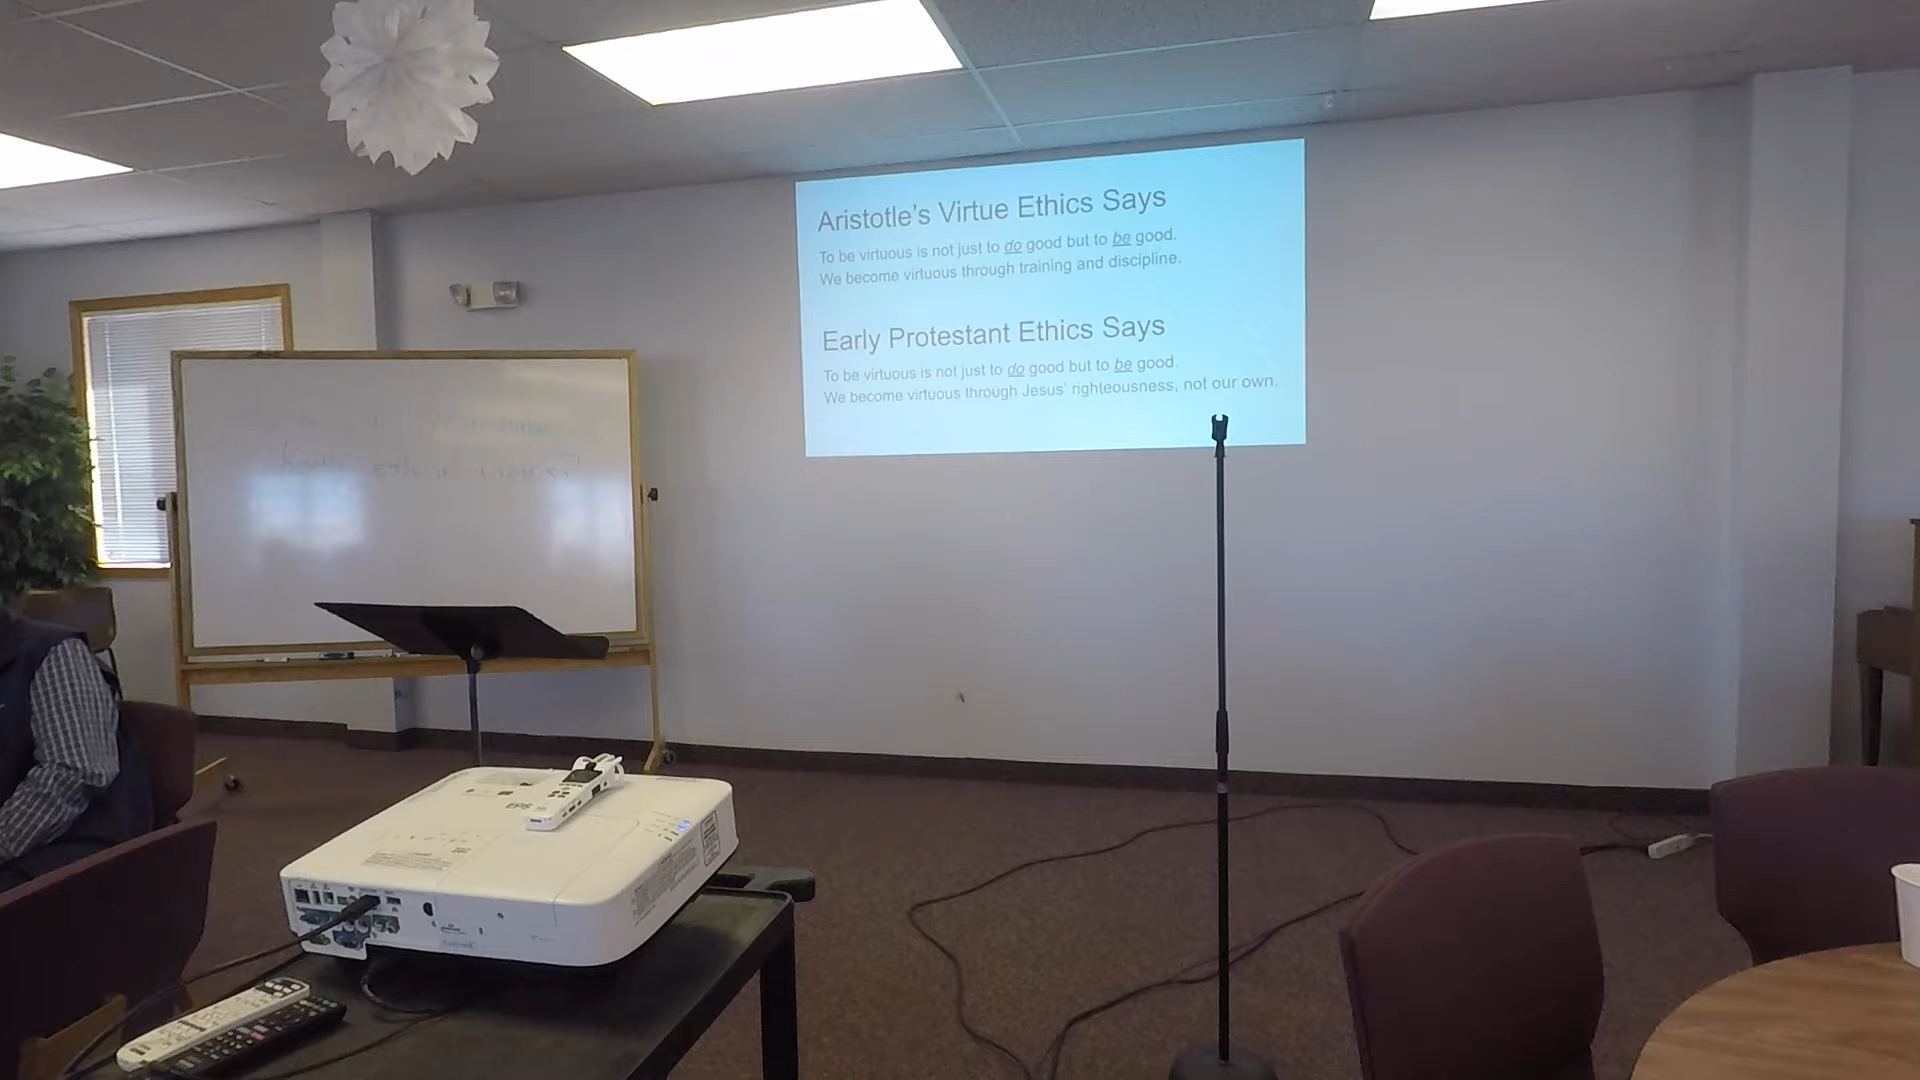 Aristotle's Virtue Ethics Says
To be virtuous is not just to do good but to be good.
We become virtuous through training and discipline.
Early Protestant Ethics Says
To be virtuous is not just to do good but to be good.
We become virtuous through Jesus' righteousness, not our own.